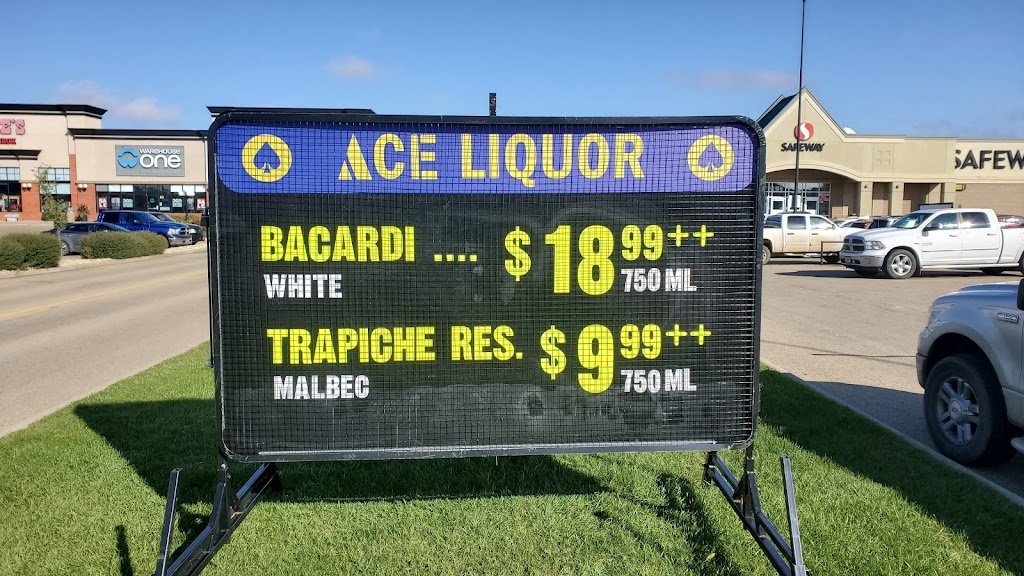 ACE LIQUOR
BACARDI .... $18.99++
WHITE 750 ML
TRAPICHE RES. $9.99++
MALBEC 750 ML
WAREHOUSE
ONE
SAFEWAY
SAFEW